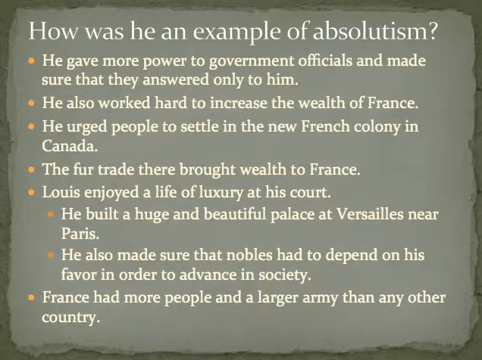 How was he an example of absolutism?
• He gave more power to government officials and made
sure that they answered only to him.
• He also worked hard to increase the wealth of France.
• He urged people to settle in the new French colony in
Canada.
• The fur trade there brought wealth to France.
• Louis enjoyed a life of luxury at his court.
▪ He built a huge and beautiful palace at Versailles near
Paris.
▪ He also made sure that nobles had to depend on his
favor in order to advance in society.
• France had more people and a larger army than any other
country.